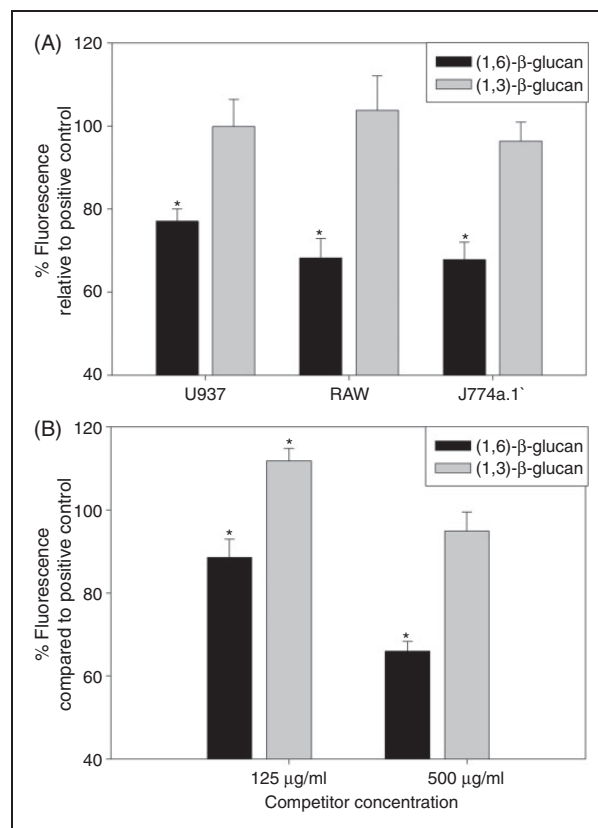 (A)
120
100
80
60
40
% Fluorescence
relative to positive control
(1,6)-β-glucan
(1,3)-β-glucan
*
*
*
U937 RAW J774a.1`
(B)
120
100
80
60
40
% Fluorescence
compared to positive control
(1,6)-β-glucan
(1,3)-β-glucan
*
*
*
125 μg/ml 500 μg/ml
Competitor concentration